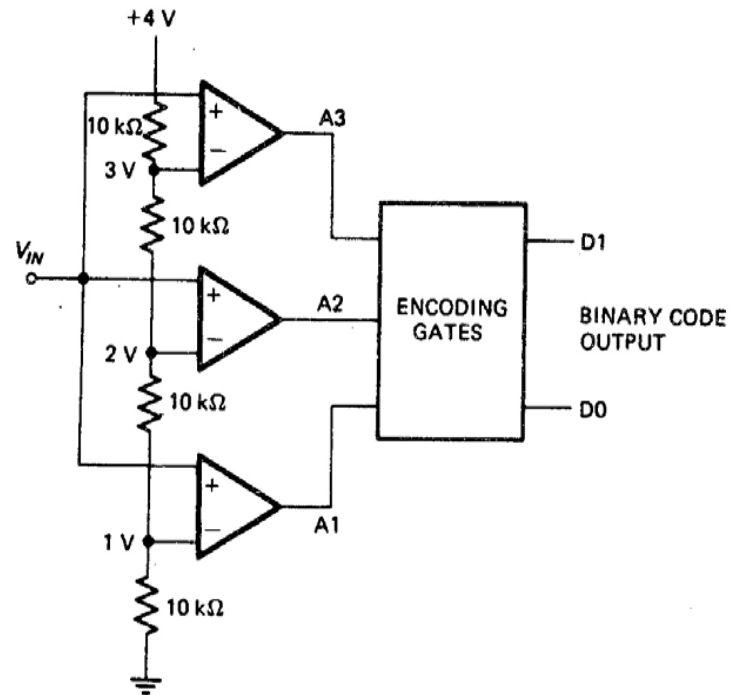 +4 V
+
A3
10 kΩ
−
3 V
10 kΩ
D1
V_IN
+
A2
ENCODING
GATES
BINARY CODE
OUTPUT
2 V
−
10 kΩ
D0
+
1 V
−
A1
10 kΩ